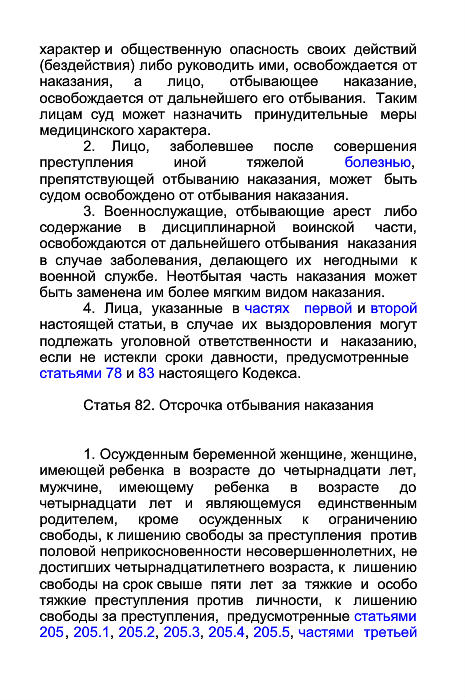 характер и общественную опасность своих действий
(бездействия) либо руководить ими, освобождается от
наказания, а лицо, отбывающее наказание,
освобождается от дальнейшего его отбывания. Таким
лицам суд может назначить принудительные меры
медицинского характера.
2. Лицо, заболевшее после совершения
преступления иной тяжелой болезнью,
препятствующей отбыванию наказания, может быть
судом освобождено от отбывания наказания.
3. Военнослужащие, отбывающие арест либо
содержание в дисциплинарной воинской части,
освобождаются от дальнейшего отбывания наказания
в случае заболевания, делающего их негодными к
военной службе. Неотбытая часть наказания может
быть заменена им более мягким видом наказания.
4. Лица, указанные в частях первой и второй
настоящей статьи, в случае их выздоровления могут
подлежать уголовной ответственности и наказанию,
если не истекли сроки давности, предусмотренные
статьями 78 и 83 настоящего Кодекса.
Статья 82. Отсрочка отбывания наказания
1. Осужденным беременной женщине, женщине,
имеющей ребенка в возрасте до четырнадцати лет,
мужчине, имеющему ребенка в возрасте до
четырнадцати лет и являющемуся единственным
родителем, кроме осужденных к ограничению
свободы, к лишению свободы за преступления против
половой неприкосновенности несовершеннолетних, не
достигших четырнадцатилетнего возраста, к лишению
свободы на срок свыше пяти лет за тяжкие и особо
тяжкие преступления против личности, к лишению
свободы за преступления, предусмотренные статьями
205, 205.1, 205.2, 205.3, 205.4, 205.5, частями третьей